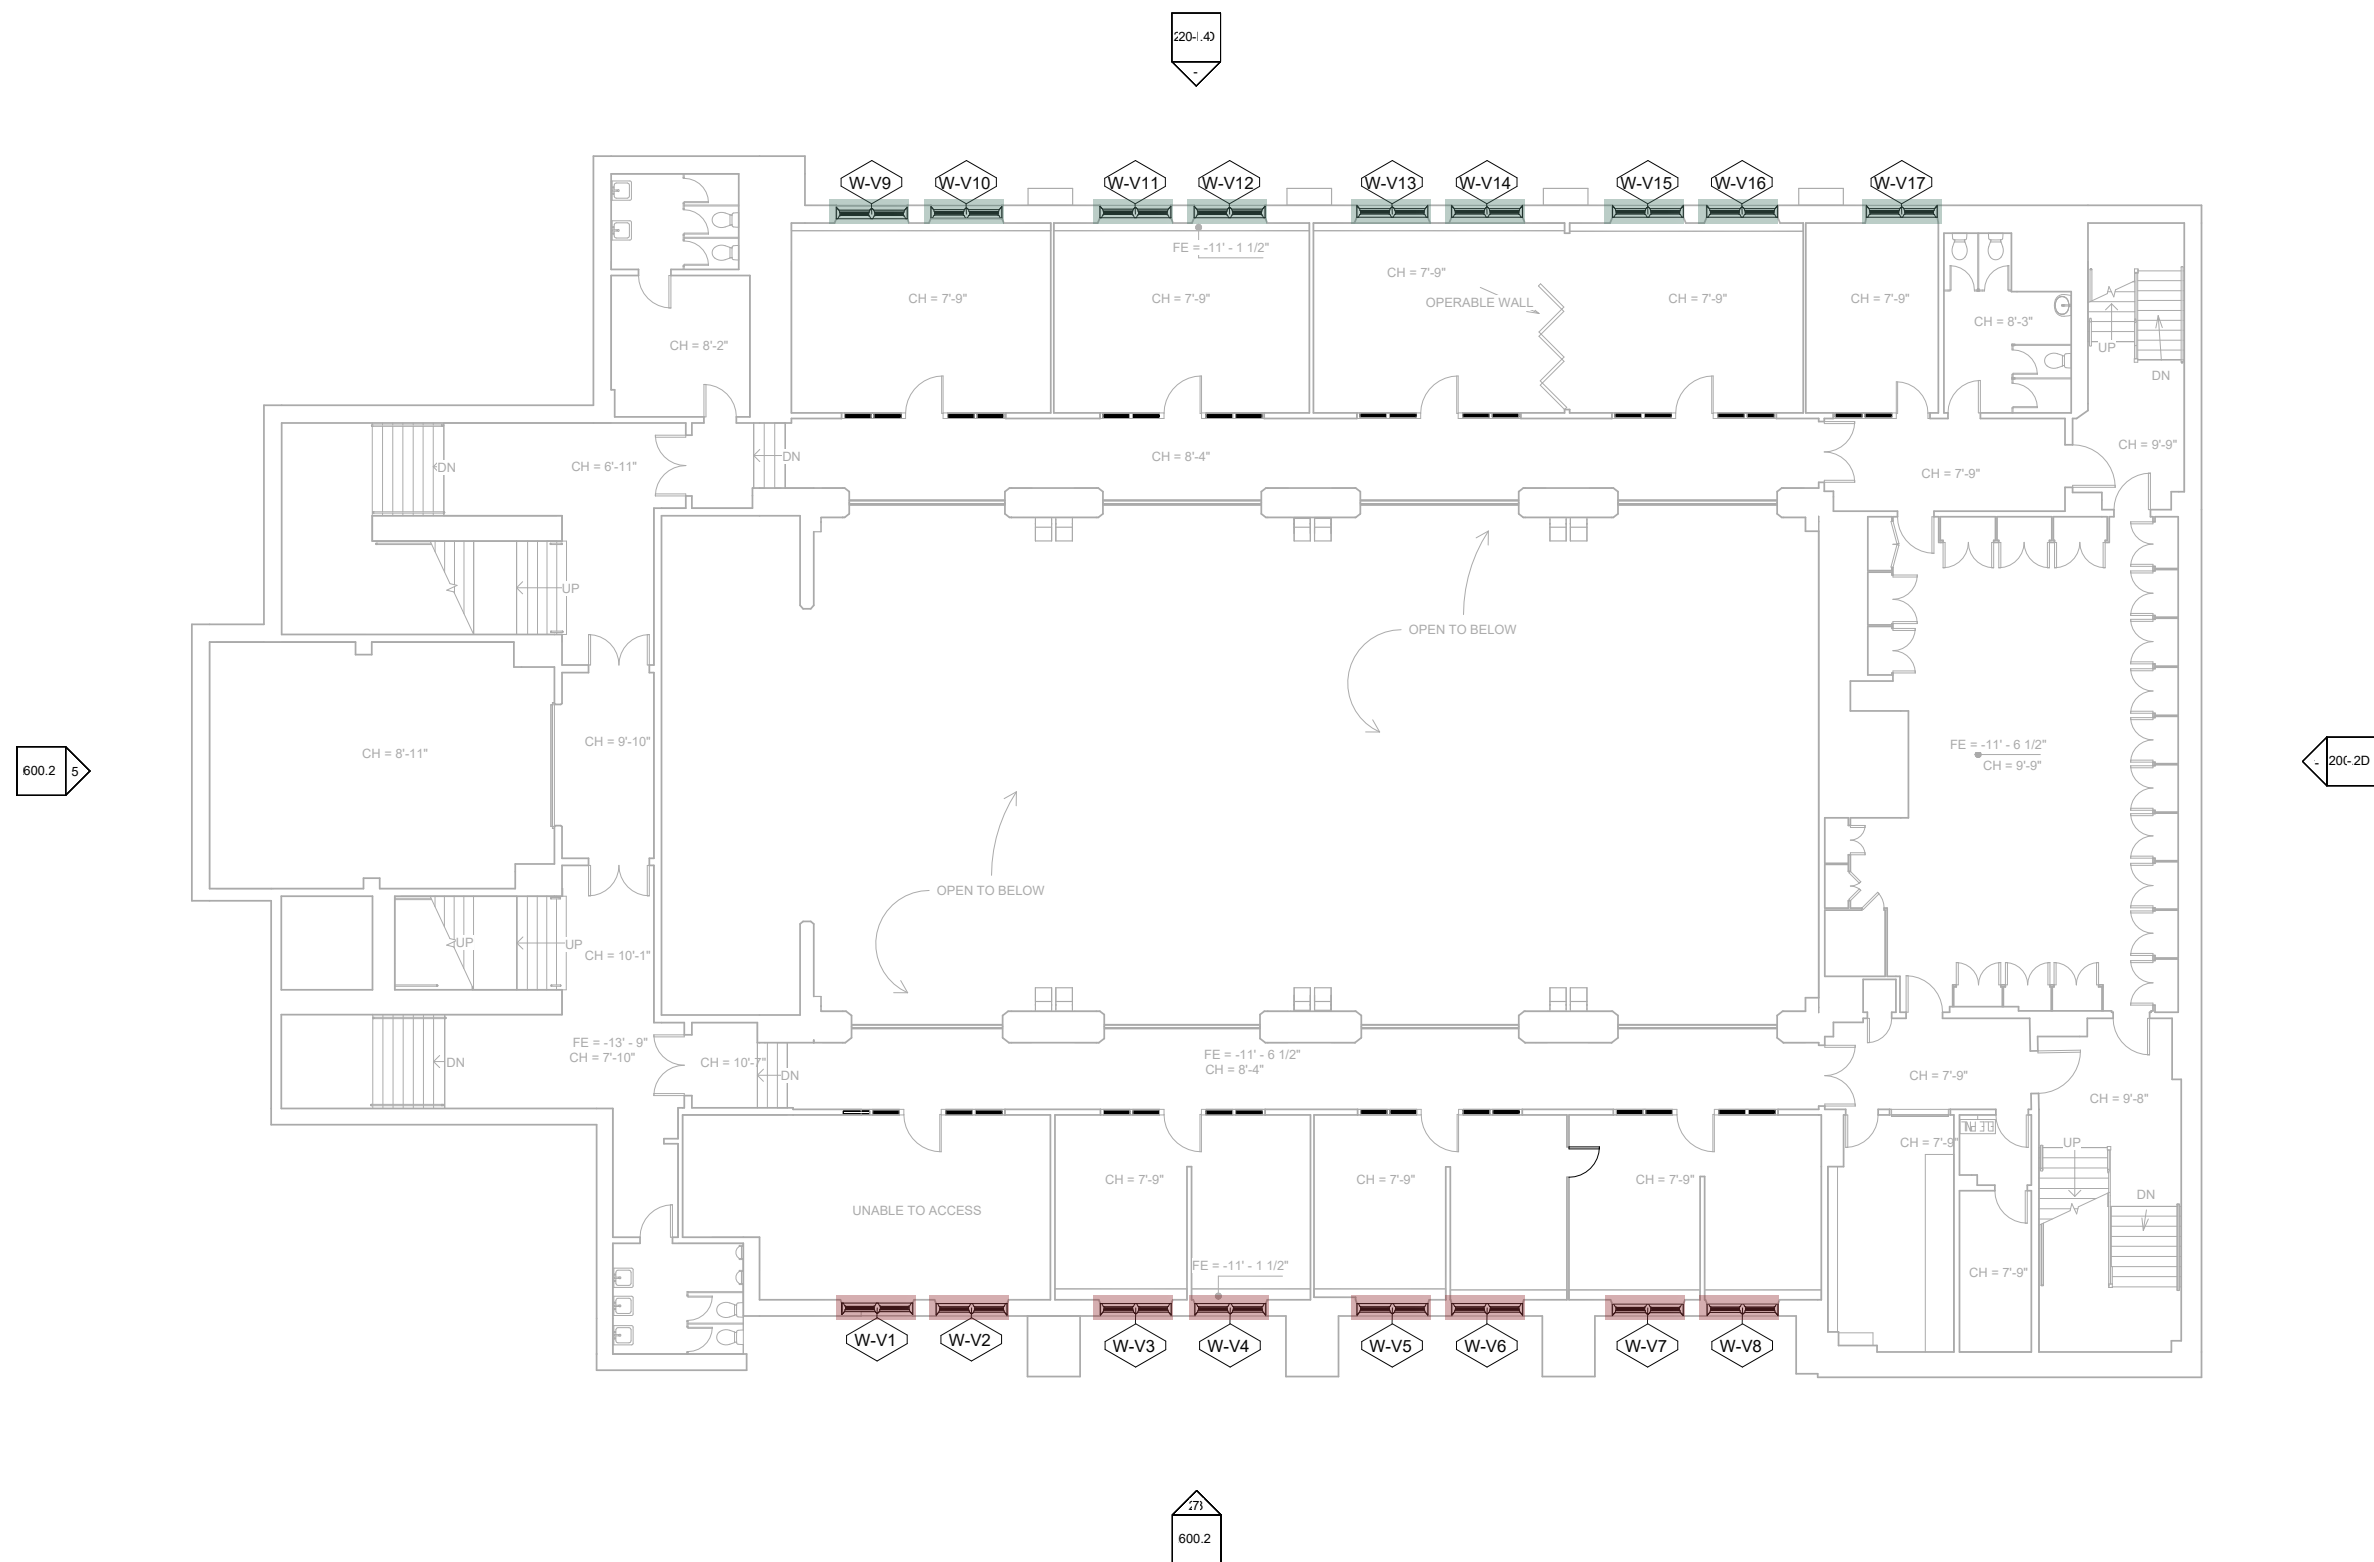 W-V9
W-V10
W-V11
W-V12
W-V13
W-V14
W-V15
W-V16
W-V17
FE = -11' - 1 1/2"
CH = 7'-9"
OPERABLE WALL
CH = 7'-9"
CH = 7'-9"
CH = 7'-9"
CH = 7'-9"
CH = 8'-3"
CH = 8'-2"
UP
DN
CH = 9'-9"
DN
CH = 6'-11"
DN
CH = 8'-4"
CH = 7'-9"
UP
OPEN TO BELOW
CH = 8'-11"
CH = 9'-10"
FE = -11' - 6 1/2"
CH = 9'-9"
600.2
5
-
OPEN TO BELOW
UP
UP
CH = 10'-1"
FE = -13' - 9"
CH = 7'-10"
DN
CH = 10'-7"
DN
FE = -11' - 6 1/2"
CH = 8'-4"
CH = 7'-9"
CH = 9'-8"
CH = 7'-9"
ELE PNL
UP
DN
UNABLE TO ACCESS
CH = 7'-9"
CH = 7'-9"
CH = 7'-9"
FE = -11' - 1 1/2"
CH = 7'-9"
W-V1
W-V2
W-V3
W-V4
W-V5
W-V6
W-V7
W-V8
600.2